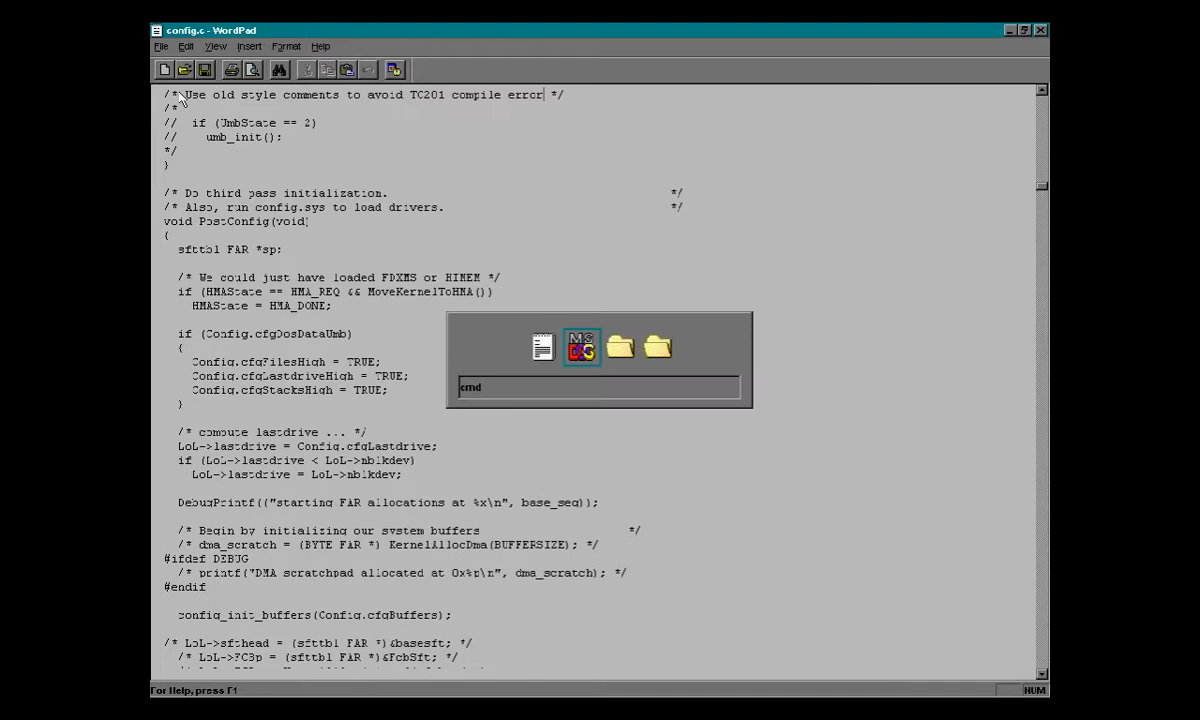 config.c - WordPad
File Edit View Insert Format Help
/* Use old style comments to avoid TC201 compile error */
/*
//  if (UmbState == 2)
//    umb_init();
*/
}
/* Do third pass initialization. */
/* Also, run config.sys to load drivers. */
void PostConfig(void)
{
sfttbl FAR *sp;
/* We could just have loaded FDXMS or HIMEM */
if (HMAState == HMA_REQ && MoveKernelToHMA())
HMAState = HMA_DONE;
if (Config.cfgDosDataUmb)
{
Config.cfgFilesHigh = TRUE;
Config.cfgLastdriveHigh = TRUE;
Config.cfgStacksHigh = TRUE;
}
MS
DOS
cmd
/* compute lastdrive ... */
LoL->lastdrive = Config.cfgLastdrive;
if (LoL->lastdrive < LoL->nblkdev)
LoL->lastdrive = LoL->nblkdev;
DebugPrintf(("starting FAR allocations at %x\n", base_seg));
/* Begin by initializing our system buffers */
/* dma_scratch = (BYTE FAR *) KernelAllocDma(BUFFERSIZE); */
#ifdef DEBUG
/* printf("DMA scratchpad allocated at 0x%p\n", dma_scratch); */
#endif
config_init_buffers(Config.cfgBuffers);
/* LoL->sfthead = (sfttbl FAR *)&basesft; */
/* LoL->FCBp = (sfttbl FAR *)&FcbSft; */
For Help, press F1
NUM